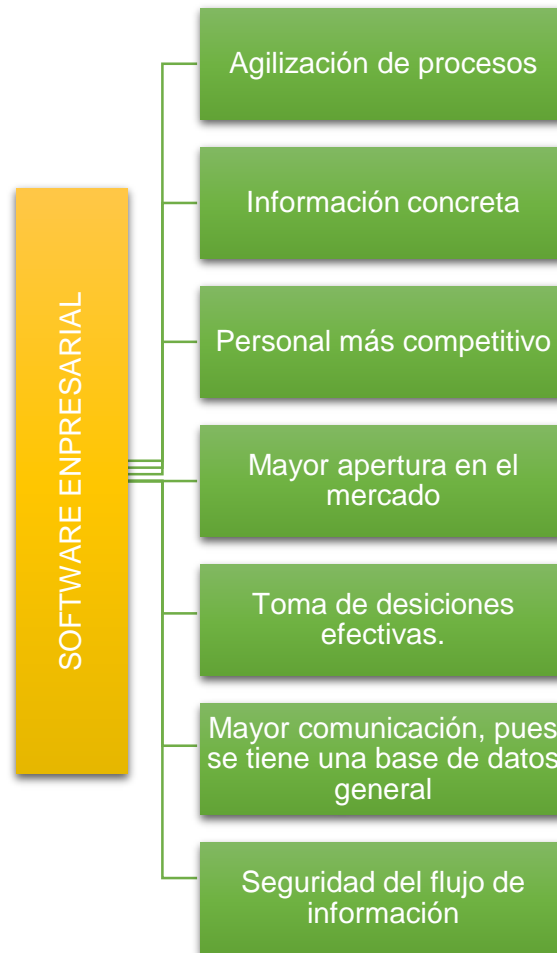 SOFTWARE ENPRESARIAL
Agilización de procesos
Información concreta
Personal más competitivo
Mayor apertura en el
mercado
Toma de desiciones
efectivas.
Mayor comunicación, pues
se tiene una base de datos
general
Seguridad del flujo de
información